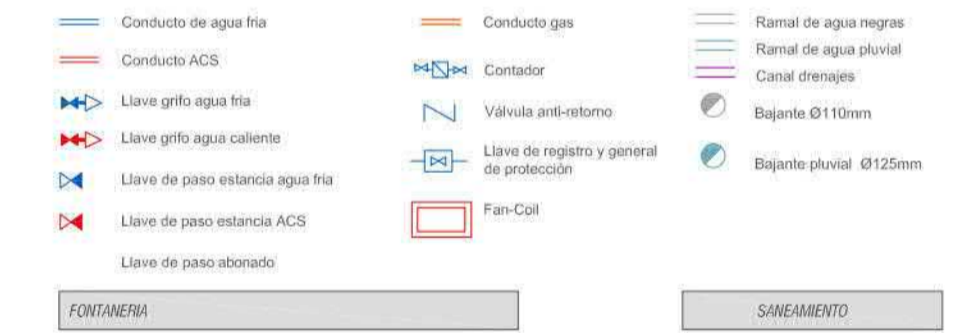 Conducto de agua fria
Conducto ACS
Llave grifo agua fria
Llave grifo agua caliente
Llave de paso estancia agua fria
Llave de paso estancia ACS
Llave de paso abonado
Conducto gas
Contador
Válvula anti-retorno
Llave de registro y general
de protección
Fan-Coil
FONTANERIA
Ramal de agua negras
Ramal de agua pluvial
Canal drenajes
Bajante Ø110mm
Bajante pluvial Ø125mm
SANEAMIENTO